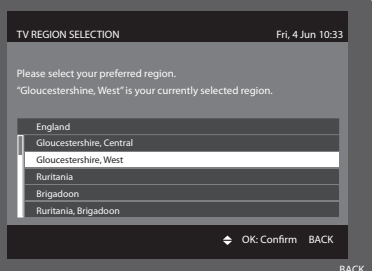 TV REGION SELECTION Fri, 4 Jun 10:33
Please select your preferred region.
“Gloucestershire, West” is your currently selected region.
England
Gloucestershire, Central
Gloucestershire, West
Ruritania
Brigadoon
Ruritania, Brigadoon
OK: Confirm BACK
BACK